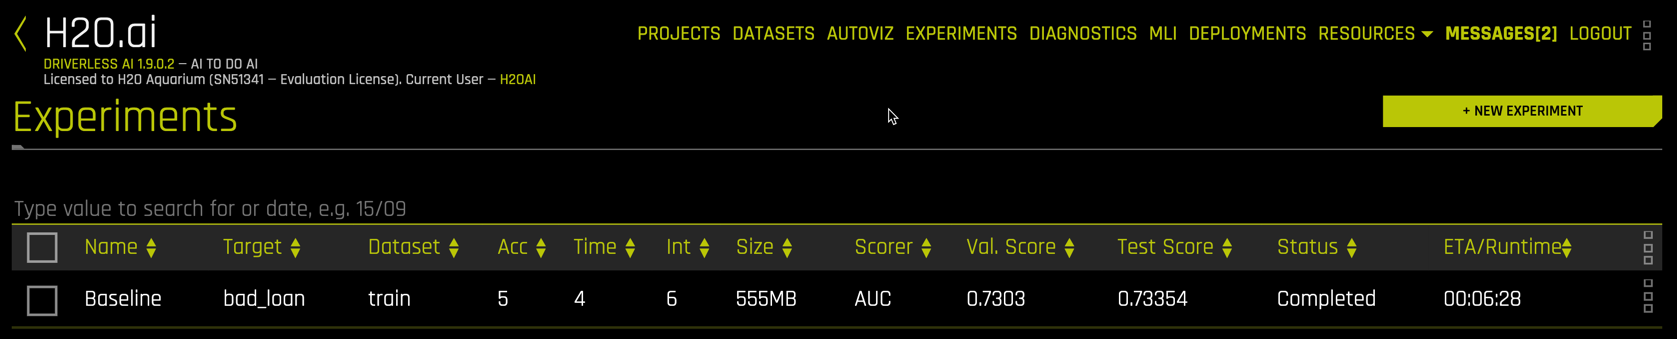 H2O.ai
PROJECTS DATASETS AUTOVIZ EXPERIMENTS DIAGNOSTICS MLI DEPLOYMENTS RESOURCES MESSAGES[2] LOGOUT
DRIVERLESS AI 1.9.0.2 – AI TO DO AI
Licensed to H2O Aquarium (SN51341 – Evaluation License). Current User – H2OAI
Experiments
+ NEW EXPERIMENT
Type value to search for or date, e.g. 15/09
Name Target Dataset Acc Time Int Size Scorer Val. Score Test Score Status ETA/Runtime
Baseline bad_loan train 5 4 6 555MB AUC 0.7303 0.73354 Completed 00:06:28